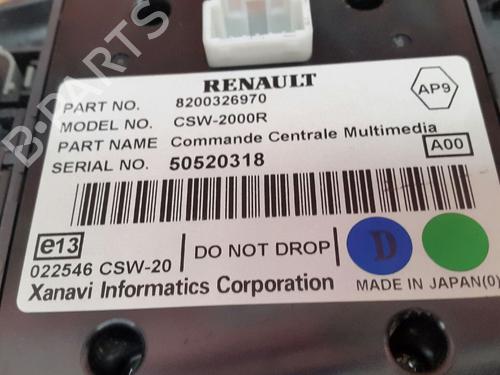 RENAULT
PART NO. 8200326970
AP9
MODEL NO. CSW-2000R
PART NAME Commande Centrale Multimedia
SERIAL NO. 50520318
A00
e13
022546 CSW-20
DO NOT DROP
D
Xanavi Informatics Corporation
MADE IN JAPAN(0)
B-PARTS